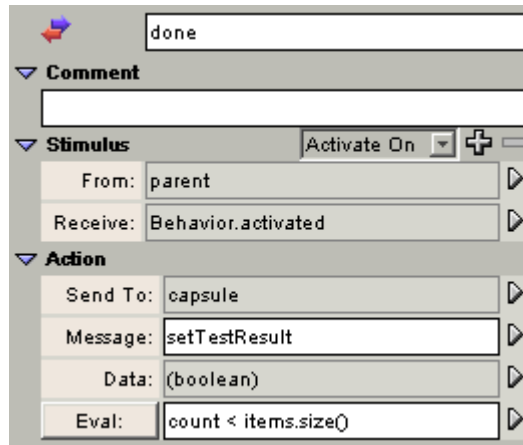 done
Comment
Stimulus Activate On
From: parent
Receive: Behavior.activated
Action
Send To: capsule
Message: setTestResult
Data: (boolean)
Eval: count < items.size()